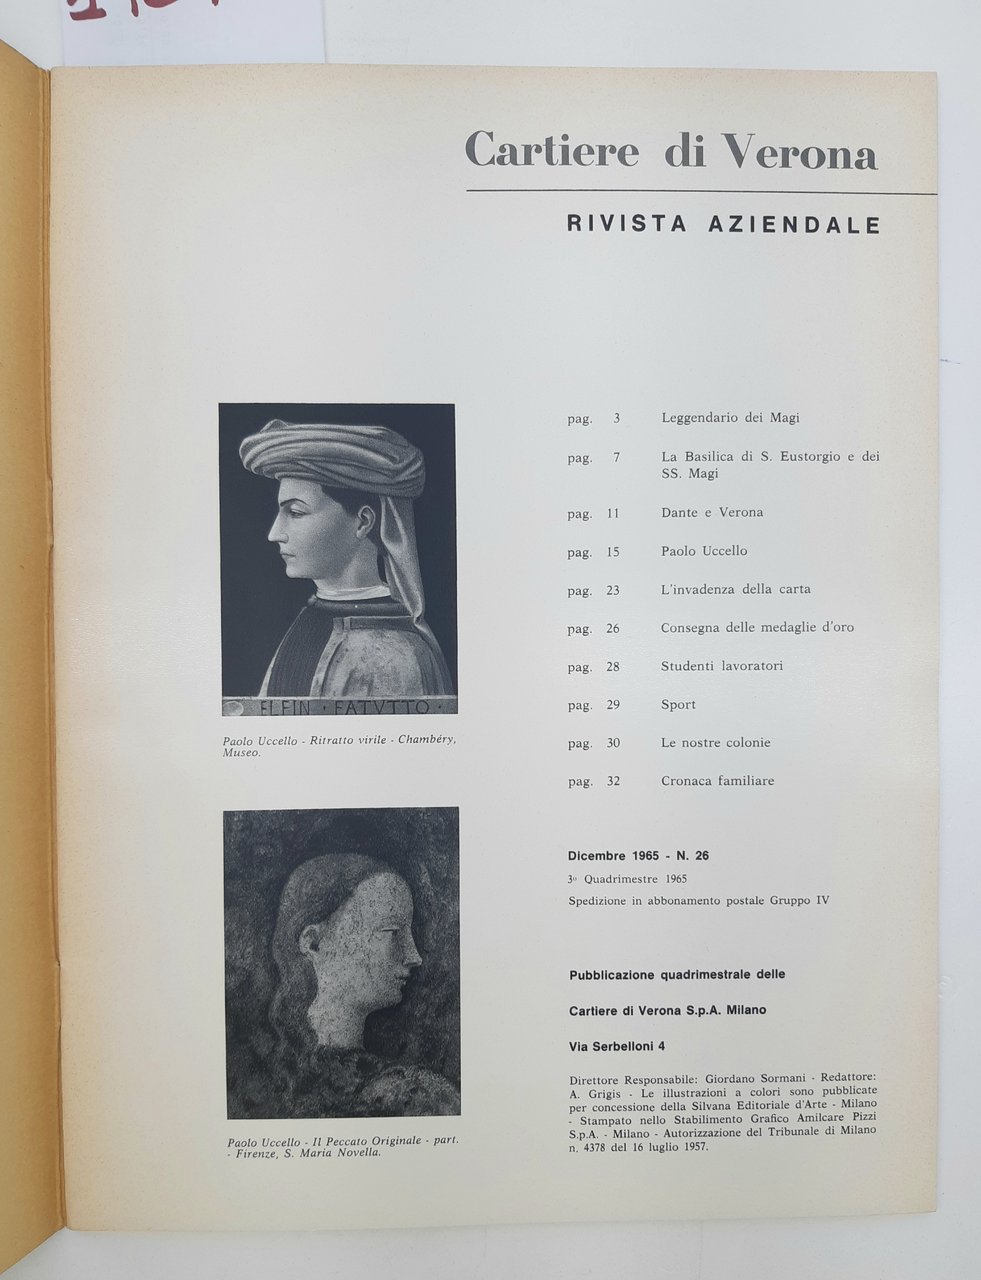 Cartiere di Verona
RIVISTA AZIENDALE
pag. 3 Leggendario dei Magi
pag. 7 La Basilica di S. Eustorgio e dei
SS. Magi
pag. 11 Dante e Verona
pag. 15 Paolo Uccello
pag. 23 L'invadenza della carta
pag. 26 Consegna delle medaglie d'oro
pag. 28 Studenti lavoratori
pag. 29 Sport
pag. 30 Le nostre colonie
pag. 32 Cronaca familiare
ELFIN · FATVTTO ·
Paolo Uccello - Ritratto virile - Chambéry,
Museo.
Paolo Uccello - Il Peccato Originale - part.
- Firenze, S. Maria Novella.
Dicembre 1965 - N. 26
3º Quadrimestre 1965
Spedizione in abbonamento postale Gruppo IV
Pubblicazione quadrimestrale delle
Cartiere di Verona S.p.A. Milano
Via Serbelloni 4
Direttore Responsabile: Giordano Sormani - Redattore:
A. Grigis - Le illustrazioni a colori sono pubblicate
per concessione della Silvana Editoriale d'Arte - Milano
- Stampato nello Stabilimento Grafico Amilcare Pizzi
S.p.A. - Milano - Autorizzazione del Tribunale di Milano
n. 4378 del 16 luglio 1957.